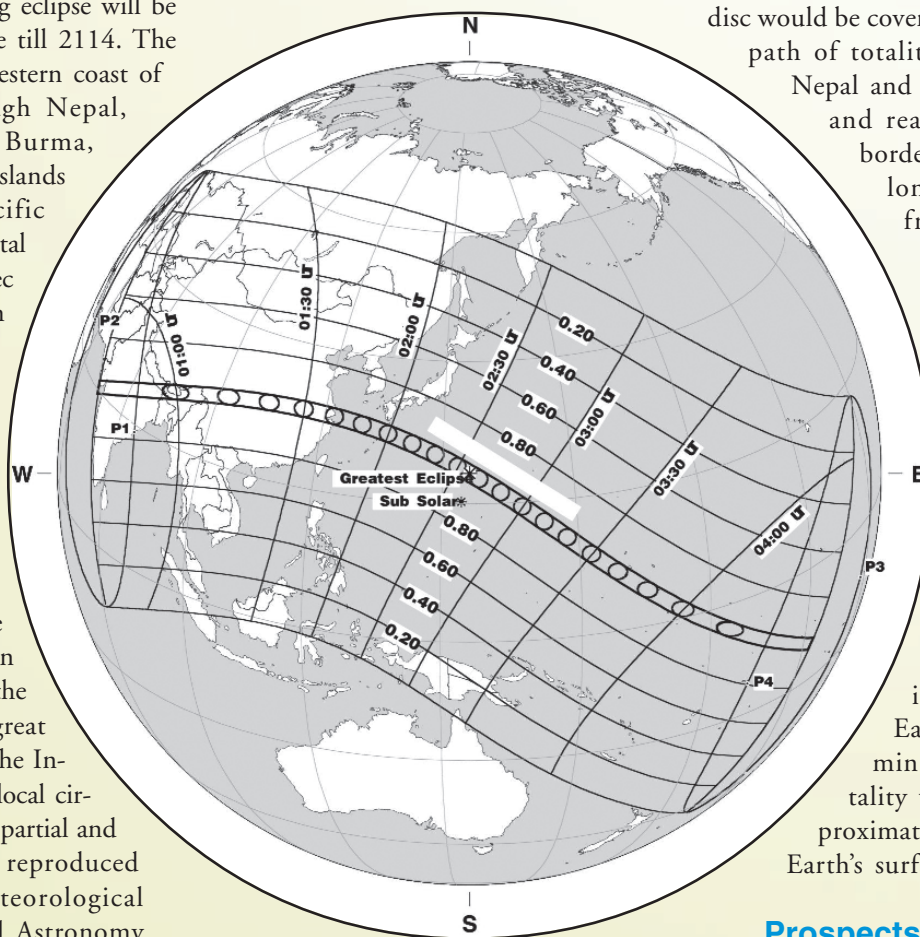 g eclipse will be
e till 2114. The
estern coast of
gh Nepal,
Burma,
slands
cific
tal
ec
n
e
n
the
great
he In-
local cir-
partial and
reproduced
teorological
l Astronomy
N
W
S
E
P2
P1
P3
P4
01:00 UT
01:30 UT
02:00 UT
02:30 UT
03:00 UT
03:30 UT
04:00 UT
0.20
0.40
0.60
0.80
Greatest Eclipse
Sub Solar
0.80
0.60
0.40
0.20
disc would be cover
path of totalit
Nepal and
and rea
borde
lon
fr
i
Ea
min
tality
proximat
Earth's surf
Prospects